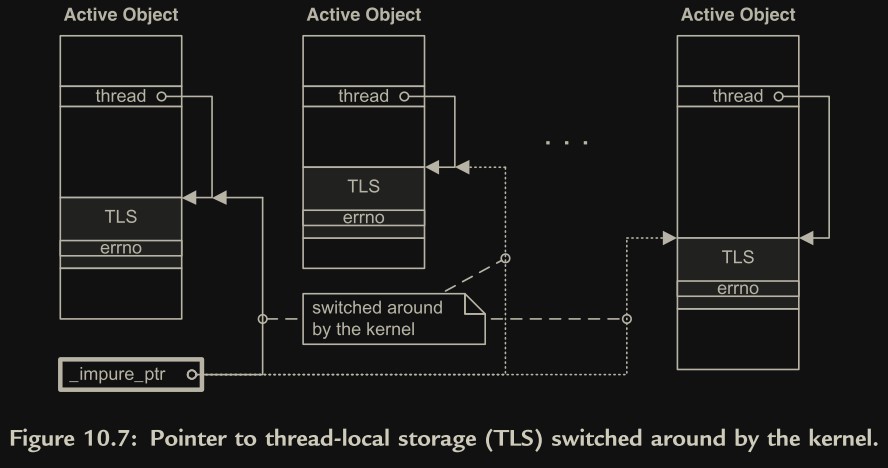 Active Object
Active Object
Active Object
thread
thread
thread
. . .
TLS
errno
TLS
errno
TLS
errno
switched around
by the kernel
_impure_ptr
Figure 10.7: Pointer to thread-local storage (TLS) switched around by the kernel.